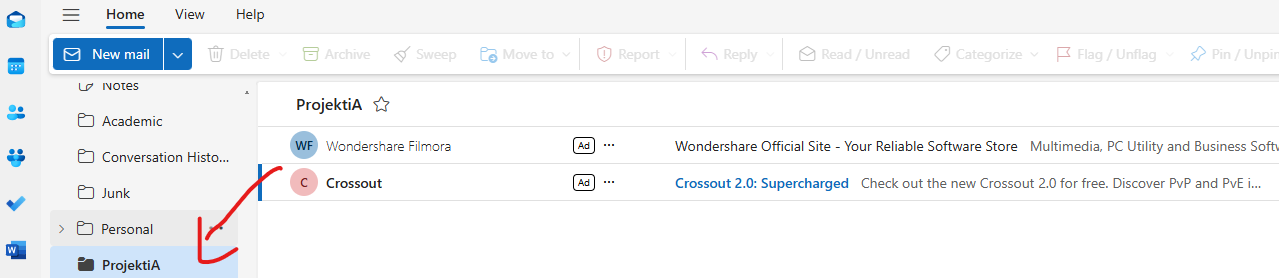 Home View Help
New mail Delete Archive Sweep Move to Report Reply Read / Unread Categorize Flag / Unflag Pin / Unpin
Notes
ProjektiA
Academic
WF Wondershare Filmora Ad Wondershare Official Site - Your Reliable Software Store Multimedia, PC Utility and Business Softw
Conversation Histo...
C Crossout Ad Crossout 2.0: Supercharged Check out the new Crossout 2.0 for free. Discover PvP and PvE i...
Junk
Personal
W
ProjektiA